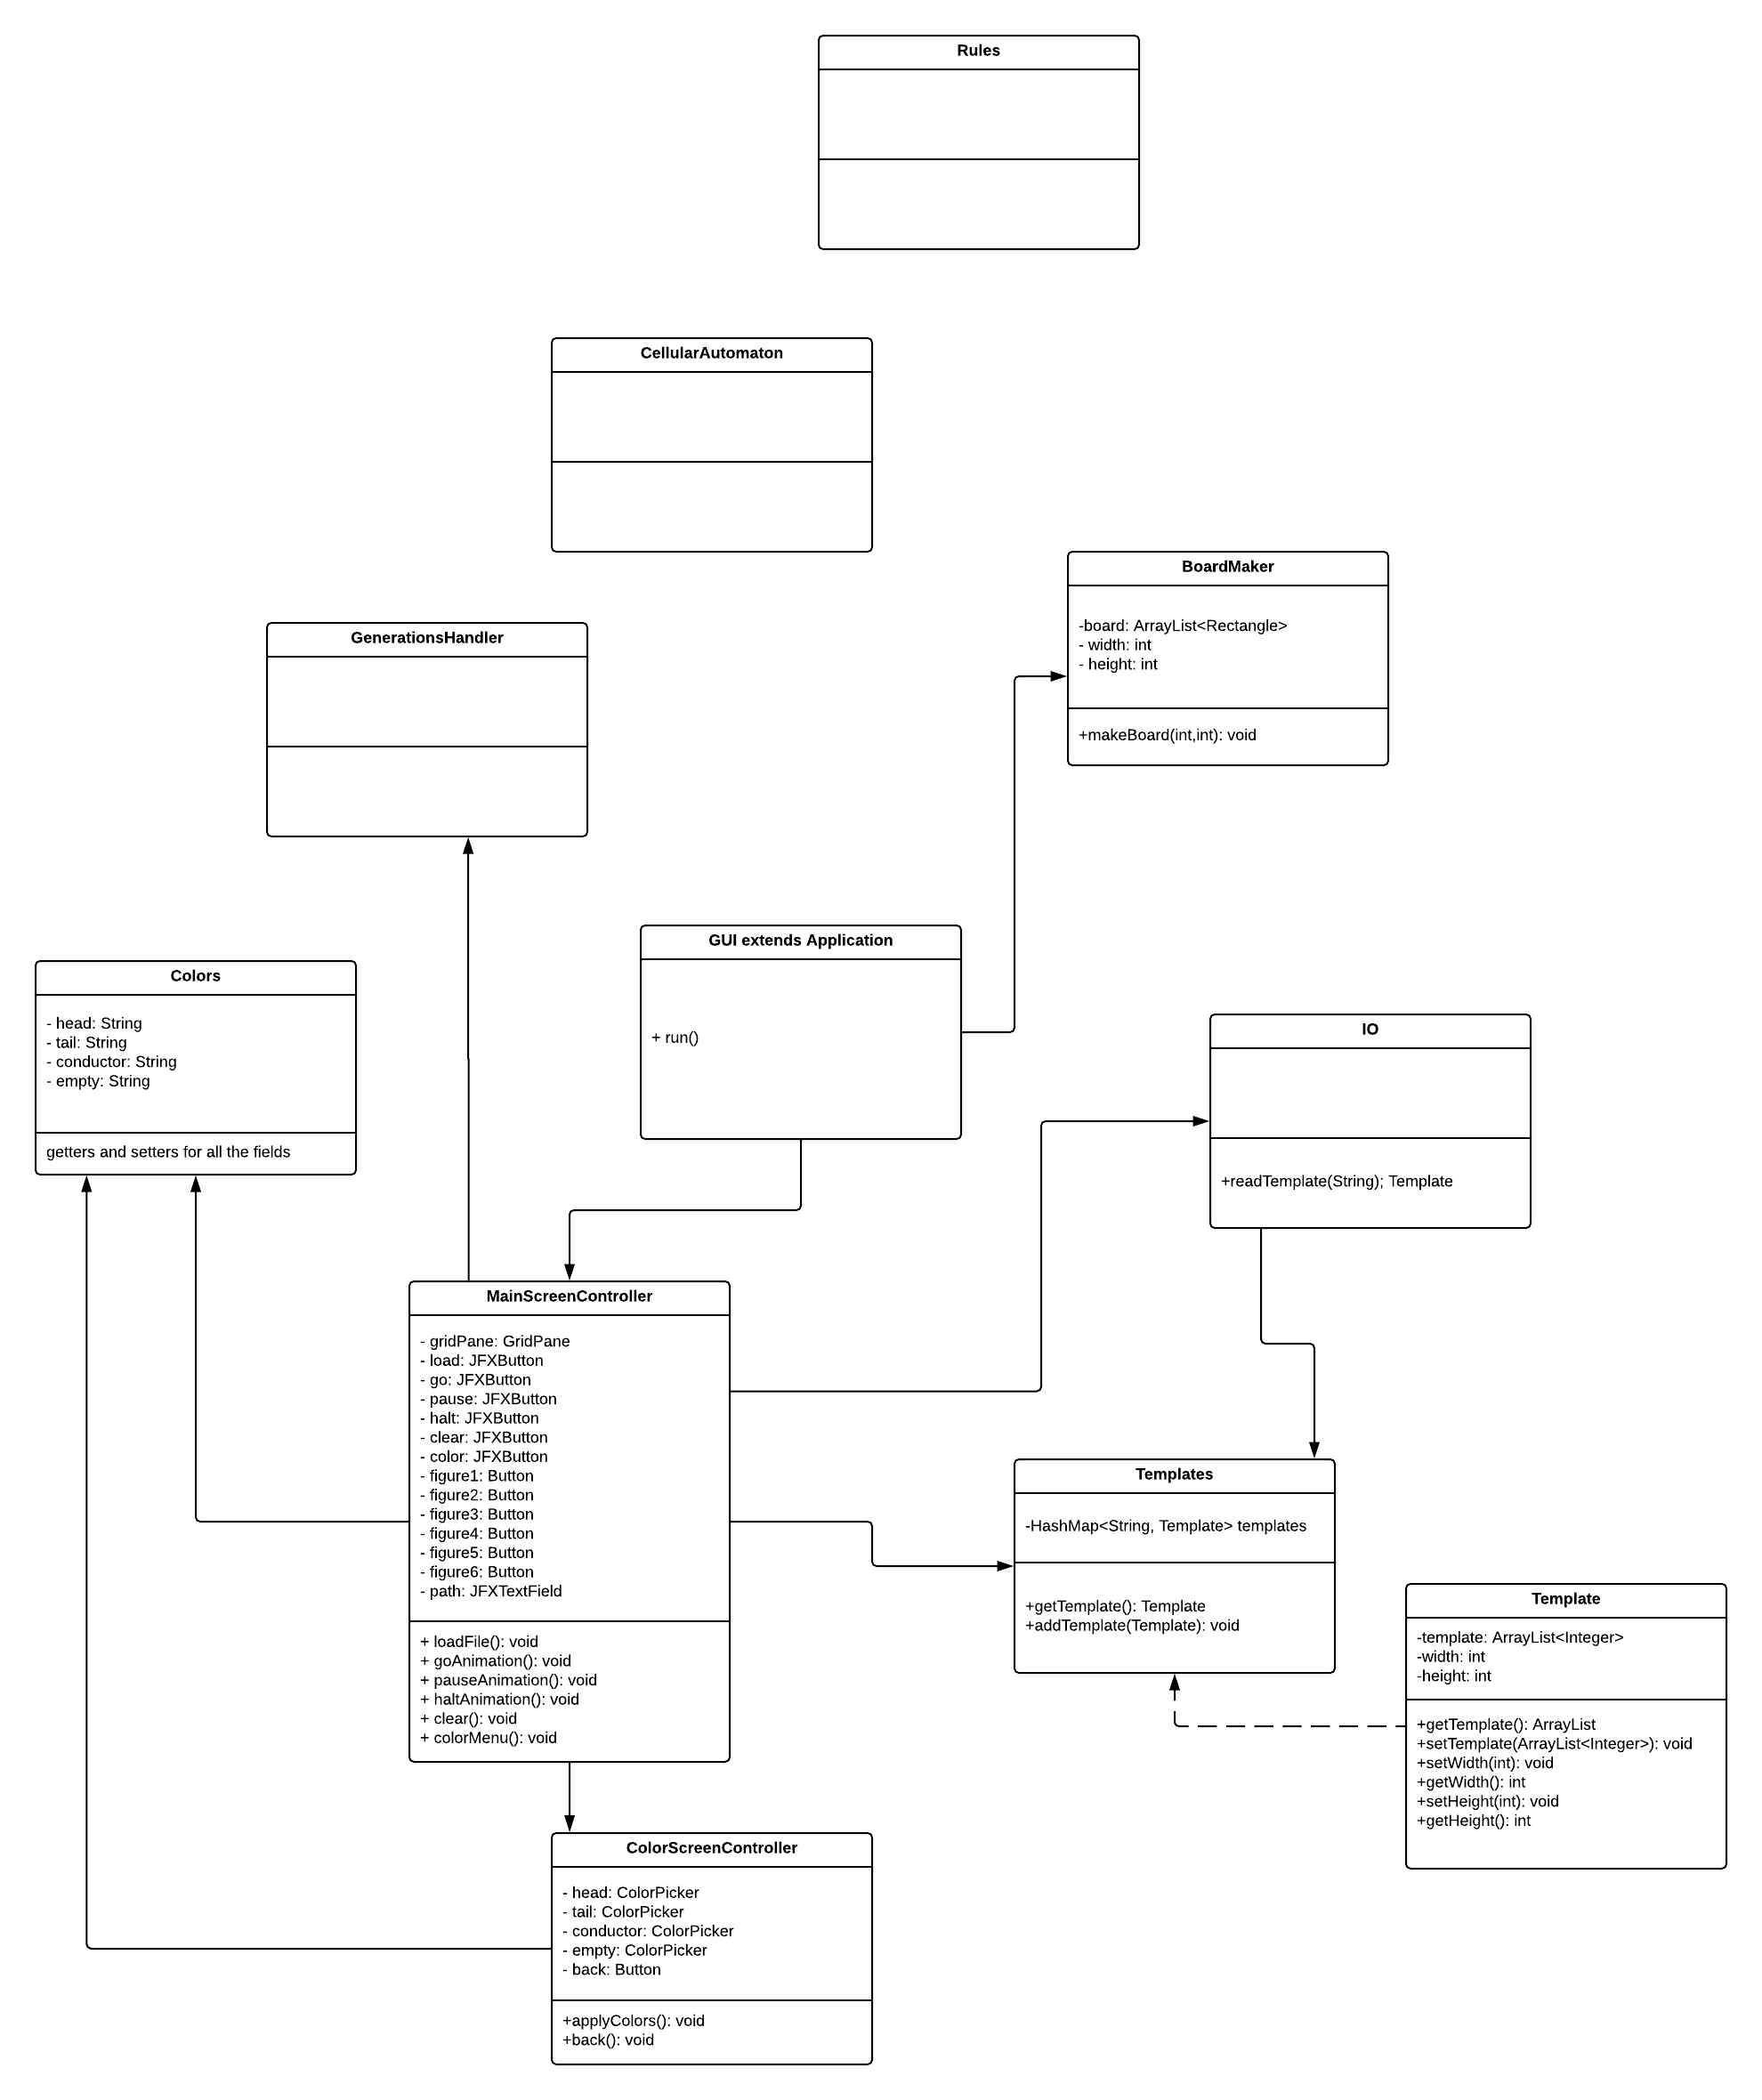 Rules
CellularAutomaton
BoardMaker
-board: ArrayList<Rectangle>
- width: int
- height: int
+makeBoard(int,int): void
GenerationsHandler
GUI extends Application
+ run()
Colors
- head: String
- tail: String
- conductor: String
- empty: String
getters and setters for all the fields
IO
+readTemplate(String); Template
MainScreenController
- gridPane: GridPane
- load: JFXButton
- go: JFXButton
- pause: JFXButton
- halt: JFXButton
- clear: JFXButton
- color: JFXButton
- figure1: Button
- figure2: Button
- figure3: Button
- figure4: Button
- figure5: Button
- figure6: Button
- path: JFXTextField
+ loadFile(): void
+ goAnimation(): void
+ pauseAnimation(): void
+ haltAnimation(): void
+ clear(): void
+ colorMenu(): void
Templates
-HashMap<String, Template> templates
+getTemplate(): Template
+addTemplate(Template): void
Template
-template: ArrayList<Integer>
-width: int
-height: int
+getTemplate(): ArrayList
+setTemplate(ArrayList<Integer>): void
+setWidth(int): void
+getWidth(): int
+setHeight(int): void
+getHeight(): int
ColorScreenController
- head: ColorPicker
- tail: ColorPicker
- conductor: ColorPicker
- empty: ColorPicker
- back: Button
+applyColors(): void
+back(): void